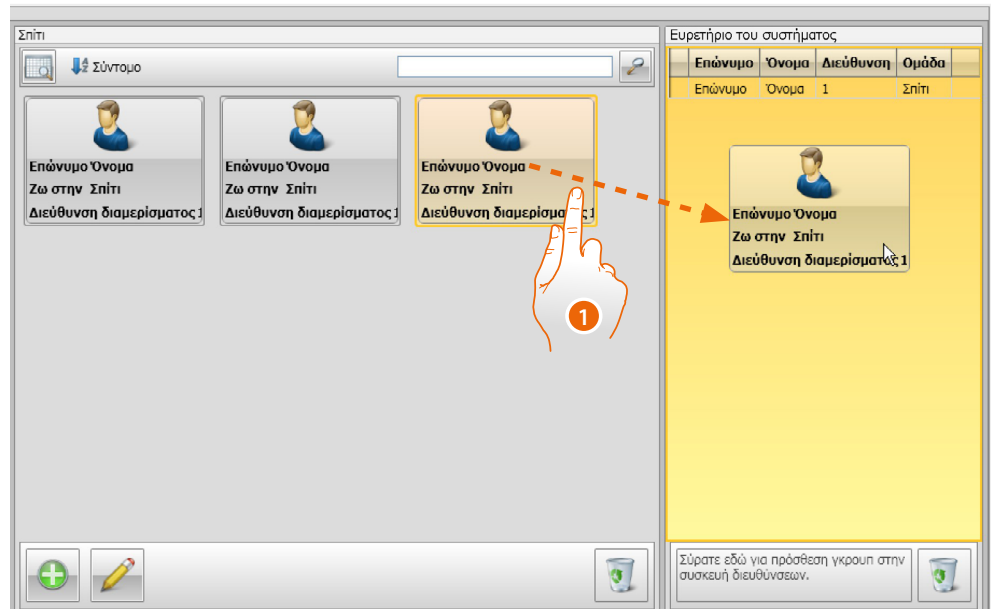 Σπίτι
Σύντομο
Επώνυμο Όνομα
Ζω στην Σπίτι
Διεύθυνση διαμερίσματος 1
Επώνυμο Όνομα
Ζω στην Σπίτι
Διεύθυνση διαμερίσματος 1
Επώνυμο Όνομα
Ζω στην Σπίτι
Διεύθυνση διαμερίσματος 1
1
Ευρετήριο του συστήματος
Επώνυμο Όνομα Διεύθυνση Ομάδα
Επώνυμο Όνομα 1 Σπίτι
Επώνυμο Όνομα
Ζω στην Σπίτι
Διεύθυνση διαμερίσματος 1
Σύρατε εδώ για πρόσθεση γκρουπ στην
συσκευή διευθύνσεων.